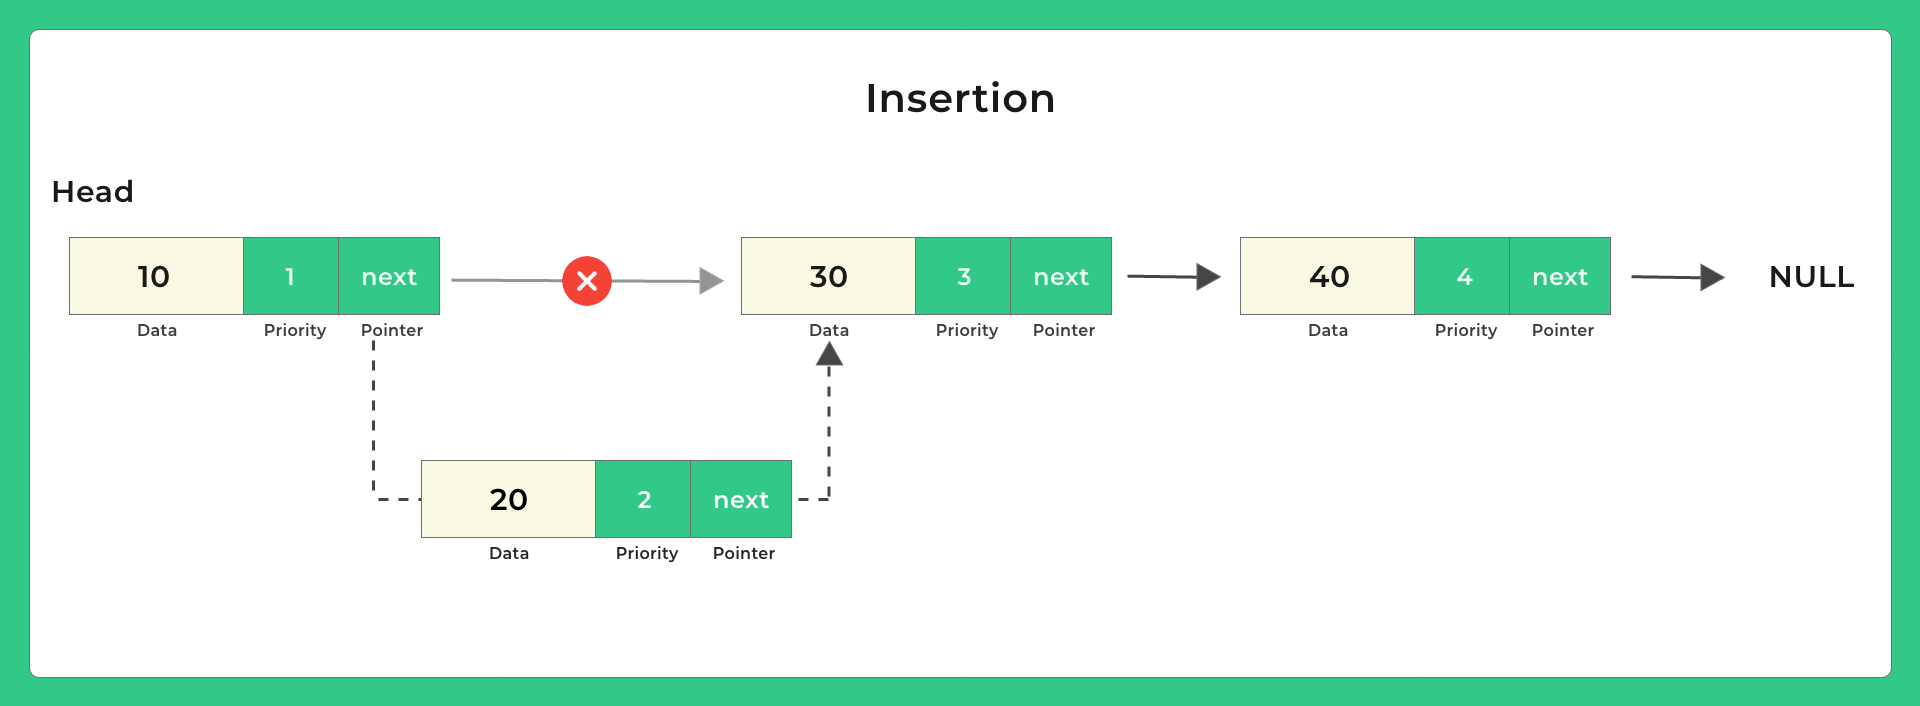 Insertion
Head
10 1 next 30 3 next 40 4 next NULL
Data Priority Pointer Data Priority Pointer Data Priority Pointer
20 2 next
Data Priority Pointer